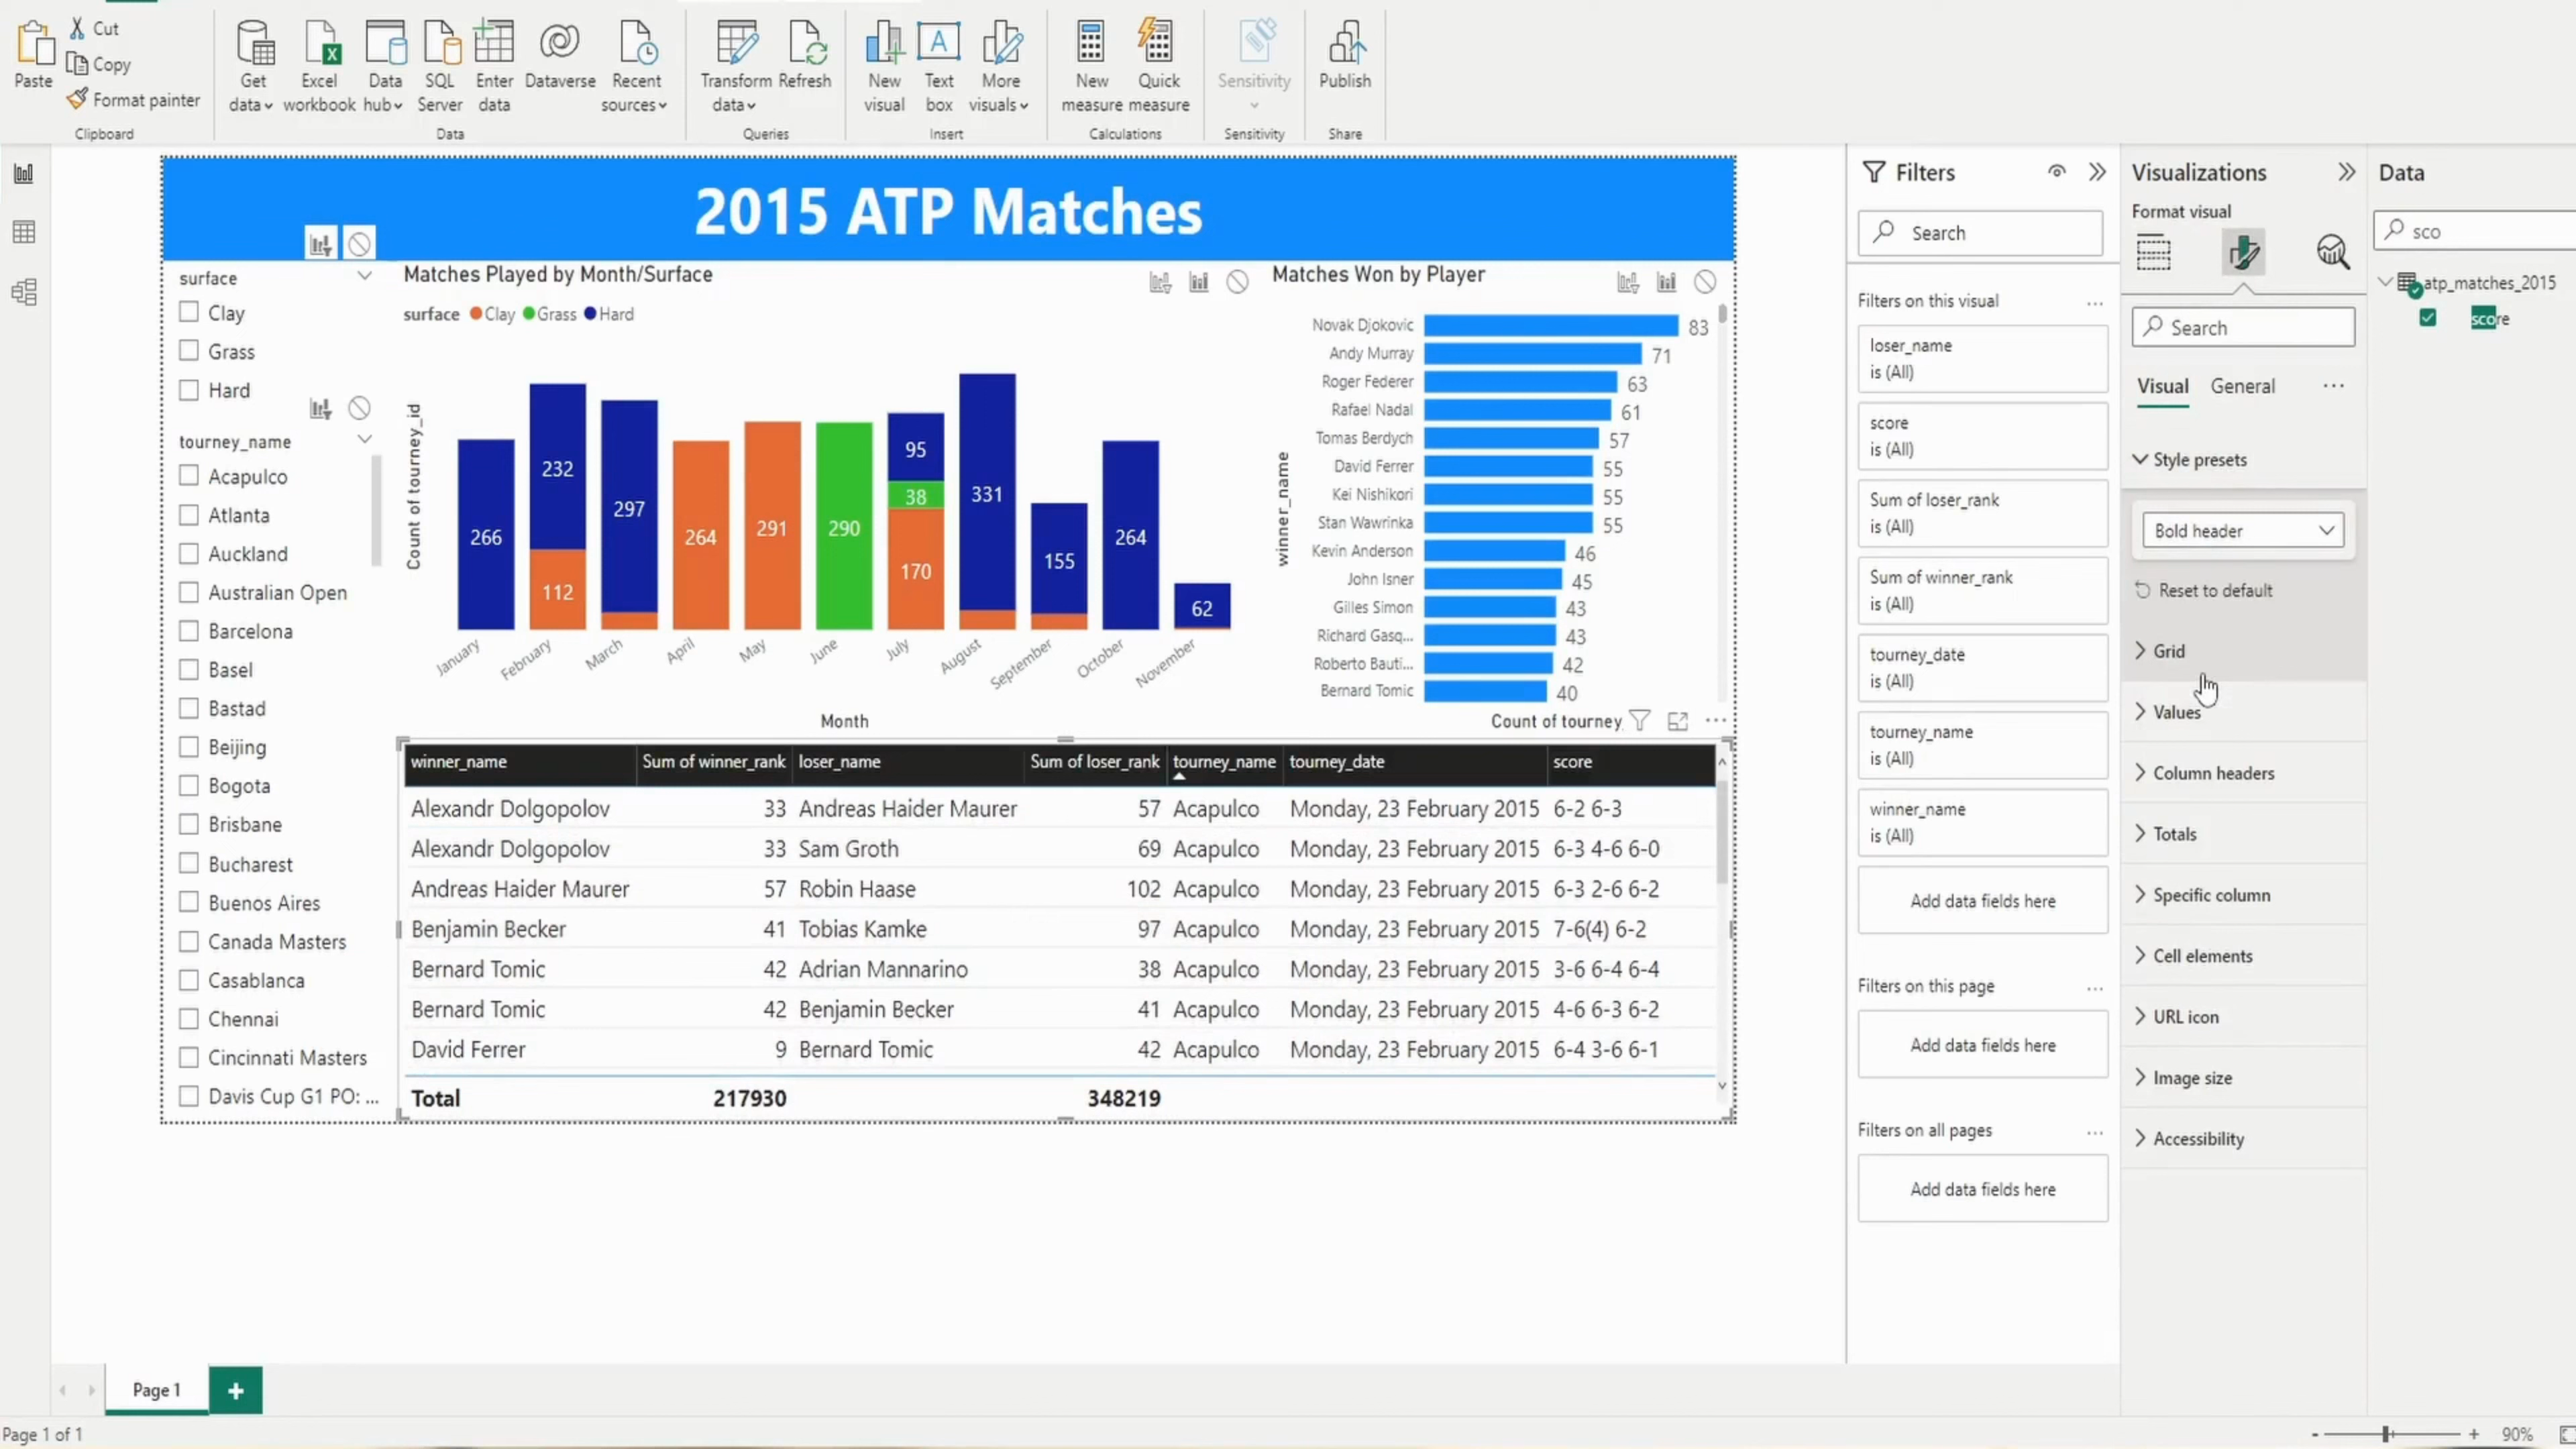 Paste
Cut
Copy
Format painter
Clipboard
Get data
Excel workbook
Data hub
SQL Server
Enter data
Dataverse
Recent sources
Data
Transform data
Refresh
Queries
New visual
Text box
More visuals
Insert
New measure
Quick measure
Calculations
Sensitivity
Sensitivity
Publish
Share
2015 ATP Matches
surface
Clay
Grass
Hard
tourney_name
Acapulco
Atlanta
Auckland
Australian Open
Barcelona
Basel
Bastad
Beijing
Bogota
Brisbane
Bucharest
Buenos Aires
Canada Masters
Casablanca
Chennai
Cincinnati Masters
Davis Cup G1 PO: ...
Matches Played by Month/Surface
surface Clay Grass Hard
Count of tourney_id
266
232
112
297
264
291
290
95
38
170
331
155
264
62
January February March April May June July August September October November
Month
Matches Won by Player
winner_name
Novak Djokovic 83
Andy Murray 71
Roger Federer 63
Rafael Nadal 61
Tomas Berdych 57
David Ferrer 55
Kei Nishikori 55
Stan Wawrinka 55
Kevin Anderson 46
John Isner 45
Gilles Simon 43
Richard Gasq... 43
Roberto Bauti... 42
Bernard Tomic 40
Count of tourney
winner_name Sum of winner_rank loser_name Sum of loser_rank tourney_name tourney_date score
Alexandr Dolgopolov 33 Andreas Haider Maurer 57 Acapulco Monday, 23 February 2015 6-2 6-3
Alexandr Dolgopolov 33 Sam Groth 69 Acapulco Monday, 23 February 2015 6-3 4-6 6-0
Andreas Haider Maurer 57 Robin Haase 102 Acapulco Monday, 23 February 2015 6-3 2-6 6-2
Benjamin Becker 41 Tobias Kamke 97 Acapulco Monday, 23 February 2015 7-6(4) 6-2
Bernard Tomic 42 Adrian Mannarino 38 Acapulco Monday, 23 February 2015 3-6 6-4 6-4
Bernard Tomic 42 Benjamin Becker 41 Acapulco Monday, 23 February 2015 4-6 6-3 6-2
David Ferrer 9 Bernard Tomic 42 Acapulco Monday, 23 February 2015 6-4 3-6 6-1
Total 217930 348219
Filters
Search
Filters on this visual
loser_name
is (All)
score
is (All)
Sum of loser_rank
is (All)
Sum of winner_rank
is (All)
tourney_date
is (All)
tourney_name
is (All)
winner_name
is (All)
Add data fields here
Filters on this page
Add data fields here
Filters on all pages
Add data fields here
Visualizations
Format visual
Search
Visual General
Style presets
Bold header
Reset to default
Grid
Values
Column headers
Totals
Specific column
Cell elements
URL icon
Image size
Accessibility
Data
sco
atp_matches_2015
score
Page 1
Page 1 of 1
90%